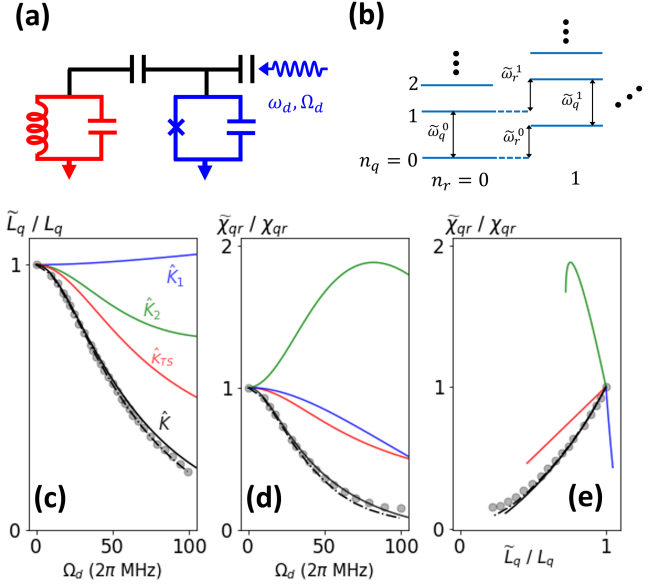 (a)
ω_d, Ω_d
(b)
2
1
n_q = 0
n_r = 0
1
ω̃_q^0
ω̃_r^0
ω̃_r^1
ω̃_q^1
L̃_q / L_q
1
0
K̂_1
K̂_2
K̂_TS
K̂
(c)
0 50 100
Ω_d (2π MHz)
χ̃_qr / χ_qr
2
1
0
(d)
0 50 100
Ω_d (2π MHz)
χ̃_qr / χ_qr
2
1
0
(e)
0 1
L̃_q / L_q